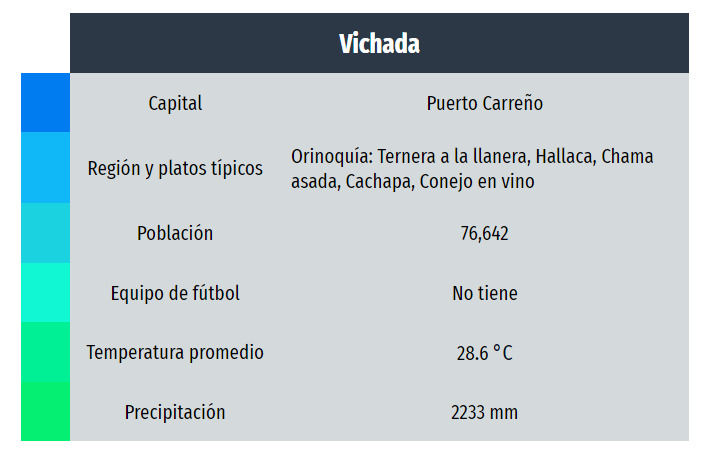 Vichada
Capital
Puerto Carreño
Región y platos típicos
Orinoquía: Ternera a la llanera, Hallaca, Chama
asada, Cachapa, Conejo en vino
Población
76,642
Equipo de fútbol
No tiene
Temperatura promedio
28.6 °C
Precipitación
2233 mm